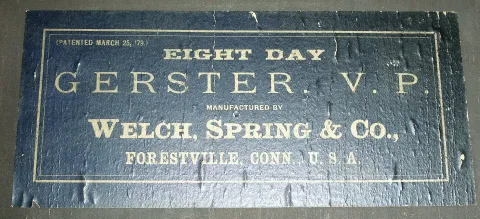 (PATENTED MARCH 25, '79.)
EIGHT DAY
GERSTER. V. P.
MANUFACTURED BY
WELCH, SPRING & CO.,
FORESTVILLE, CONN. U. S. A.